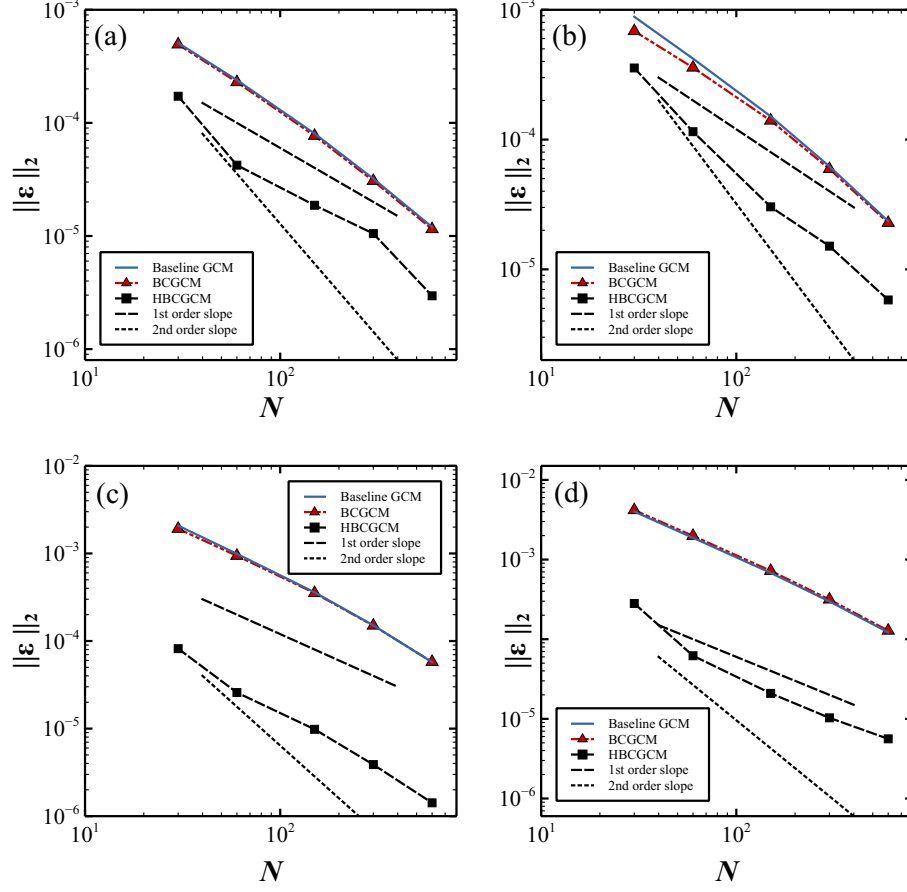 10⁻³
(a)
10⁻⁴
||ε||₂
10⁻⁵
10⁻⁶
Baseline GCM
BCGCM
HBCGCM
1st order slope
2nd order slope
10¹
10²
N
10⁻³
(b)
10⁻⁴
||ε||₂
10⁻⁵
Baseline GCM
BCGCM
HBCGCM
1st order slope
2nd order slope
10¹
10²
N
10⁻²
(c)
10⁻³
||ε||₂
10⁻⁴
10⁻⁵
10⁻⁶
Baseline GCM
BCGCM
HBCGCM
1st order slope
2nd order slope
10¹
10²
N
10⁻²
(d)
10⁻³
||ε||₂
10⁻⁴
10⁻⁵
10⁻⁶
Baseline GCM
BCGCM
HBCGCM
1st order slope
2nd order slope
10¹
10²
N